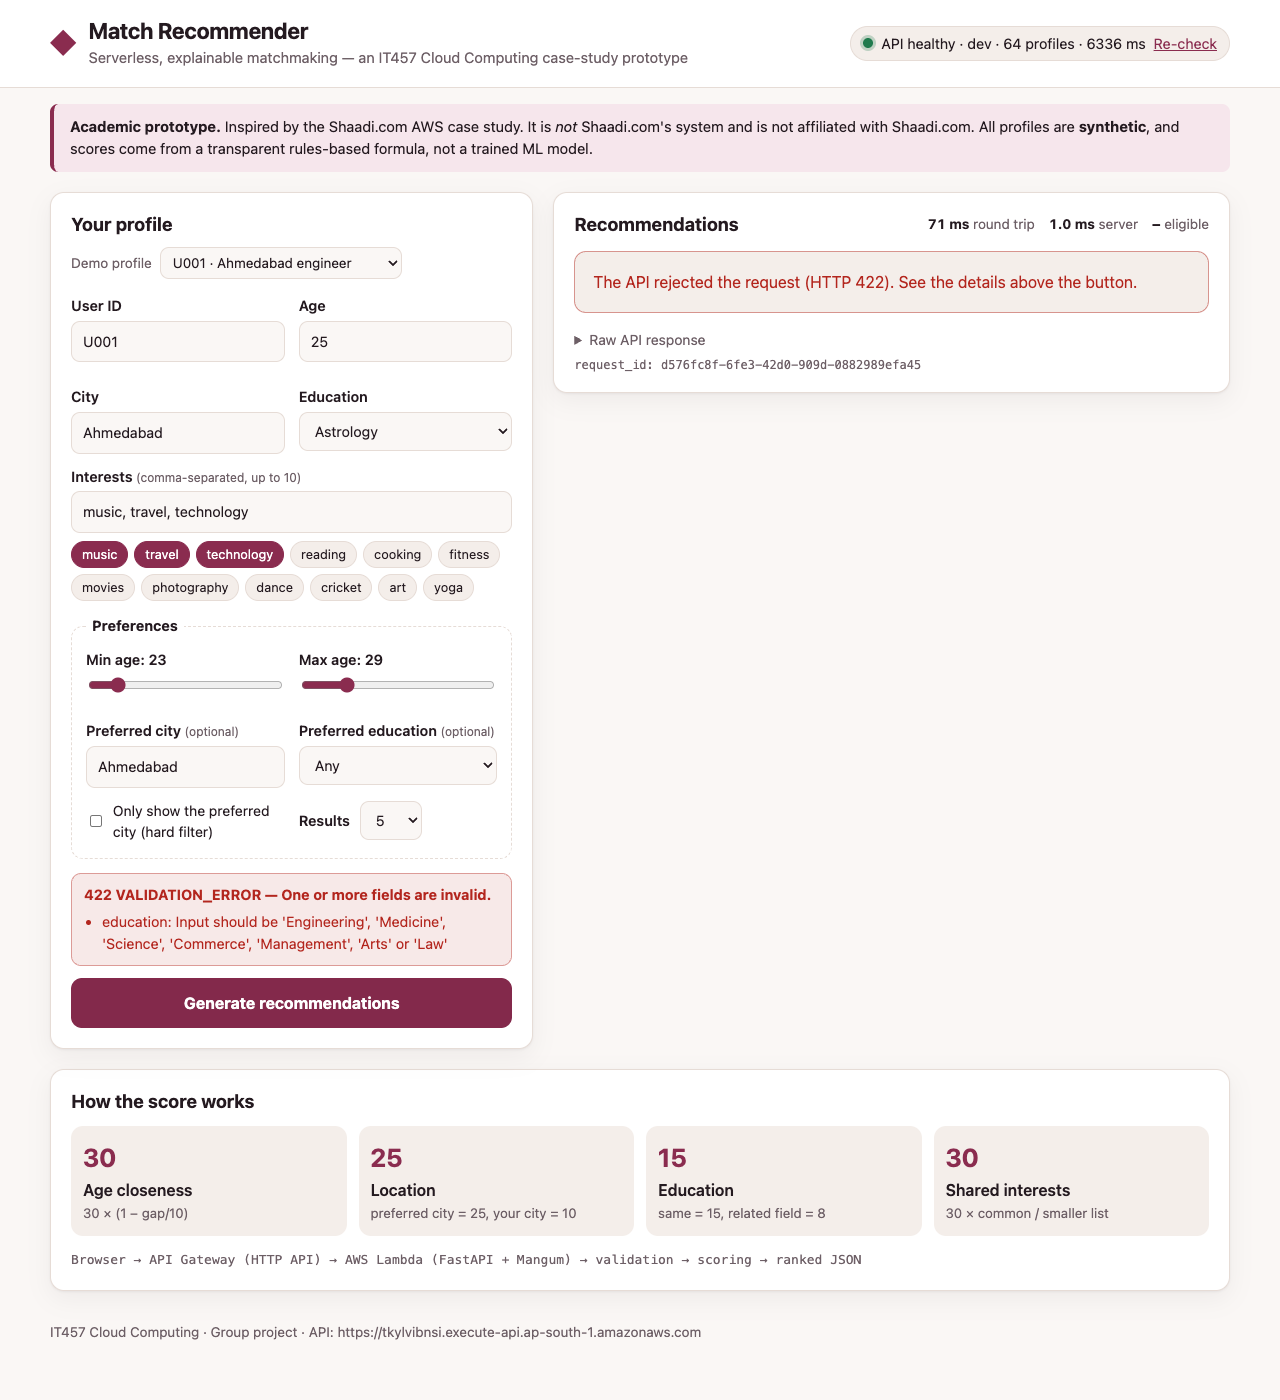 Match Recommender
Serverless, explainable matchmaking — an IT457 Cloud Computing case-study prototype
API healthy · dev · 64 profiles · 6336 ms Re-check
Academic prototype. Inspired by the Shaadi.com AWS case study. It is not Shaadi.com's system and is not affiliated with Shaadi.com. All profiles are synthetic, and
scores come from a transparent rules-based formula, not a trained ML model.
Your profile
Demo profile U001 · Ahmedabad engineer
User ID Age
U001 25
City Education
Ahmedabad Astrology
Interests (comma-separated, up to 10)
music, travel, technology
music travel technology reading cooking fitness
movies photography dance cricket art yoga
Preferences
Min age: 23 Max age: 29
Preferred city (optional) Preferred education (optional)
Ahmedabad Any
Only show the preferred
city (hard filter)
Results 5
422 VALIDATION_ERROR — One or more fields are invalid.
• education: Input should be 'Engineering', 'Medicine',
'Science', 'Commerce', 'Management', 'Arts' or 'Law'
Generate recommendations
Recommendations 71 ms round trip 1.0 ms server – eligible
The API rejected the request (HTTP 422). See the details above the button.
▶ Raw API response
request_id: d576fc8f-6fe3-42d0-909d-0882989efa45
How the score works
30
Age closeness
30 × (1 − gap/10)
25
Location
preferred city = 25, your city = 10
15
Education
same = 15, related field = 8
30
Shared interests
30 × common / smaller list
Browser → API Gateway (HTTP API) → AWS Lambda (FastAPI + Mangum) → validation → scoring → ranked JSON
IT457 Cloud Computing · Group project · API: https://tkylvibnsi.execute-api.ap-south-1.amazonaws.com